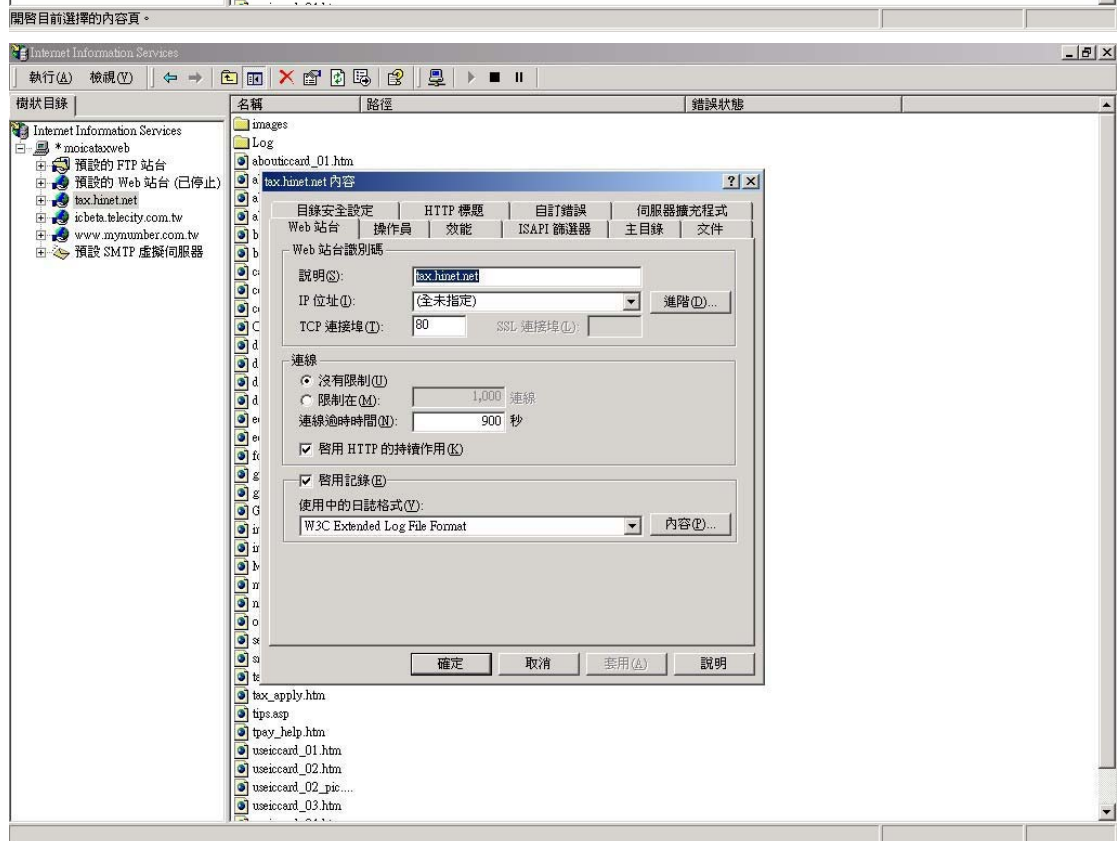 開啓目前選擇的內容頁。
Internet Information Services
執行(A) 檢視(V)
樹狀目錄
名稱 路徑 錯誤狀態
Internet Information Services
* moicataxweb
預設的 FTP 站台
預設的 Web 站台 (已停止)
tax.hinet.net
icbeta.telecity.com.tw
www.mynumber.com.tw
預設 SMTP 虛擬伺服器
images
Log
abouticcard_01.htm
tax.hinet.net 內容
目錄安全設定 HTTP 標題 自訂錯誤 伺服器擴充程式
Web 站台 操作員 效能 ISAPI 篩選器 主目錄 文件
Web 站台識別碼
說明(S): tax.hinet.net
IP 位址(I): (全未指定) 進階(D)...
TCP 連接埠(T): 80 SSL 連接埠(L):
連線
沒有限制(U)
限制在(M): 1,000 連線
連線逾時時間(N): 900 秒
啓用 HTTP 的持續作用(K)
啓用記錄(E)
使用中的日誌格式(V):
W3C Extended Log File Format 內容(P)...
確定 取消 套用(A) 說明
tax_apply.htm
tips.asp
tpay_help.htm
useiccard_01.htm
useiccard_02.htm
useiccard_02_pic....
useiccard_03.htm